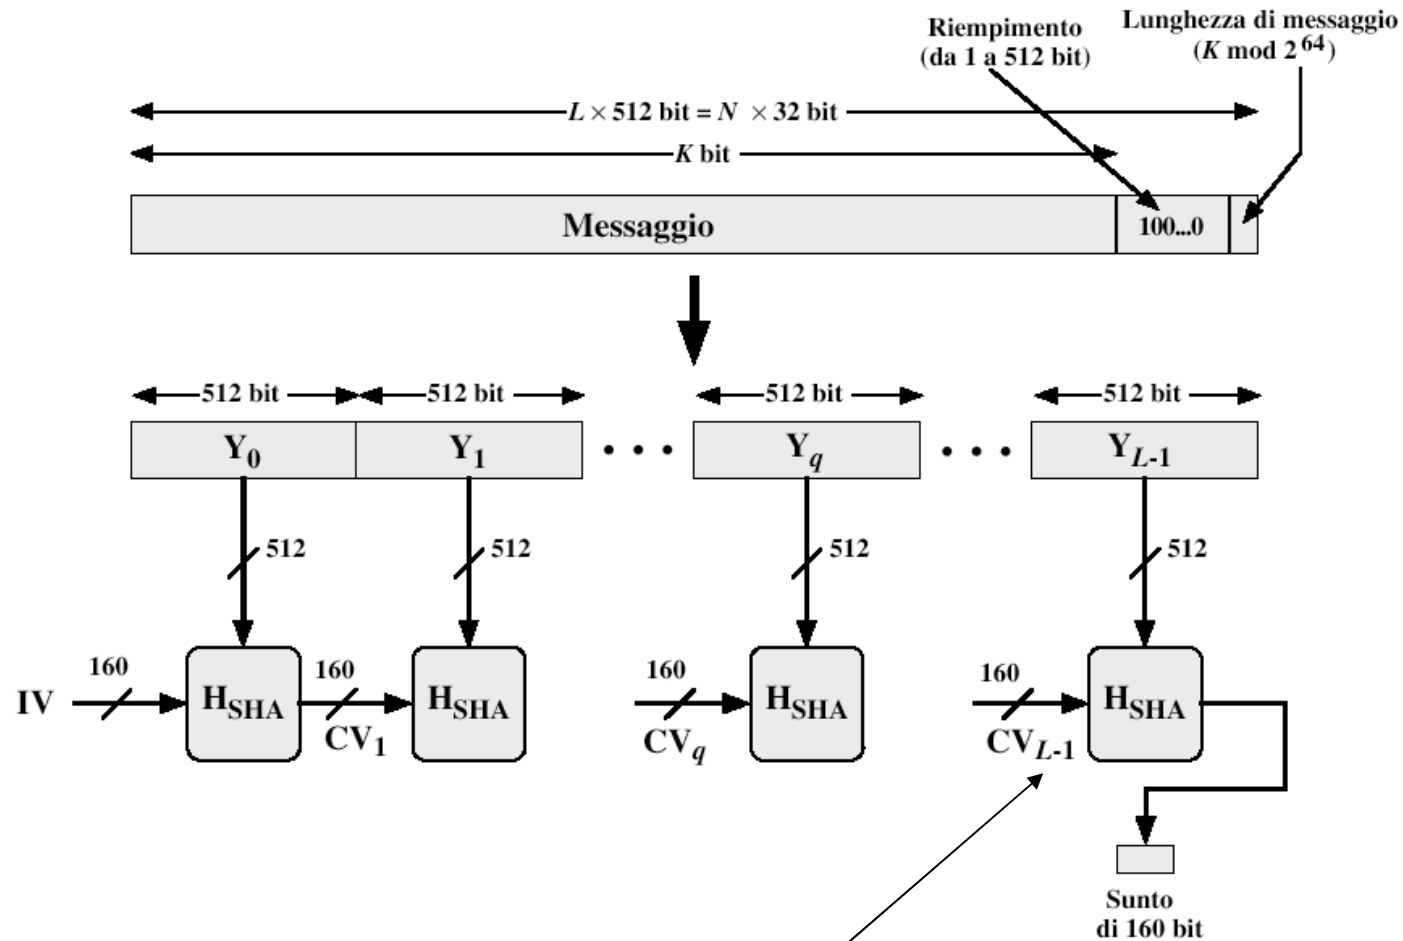 Riempimento
(da 1 a 512 bit)
Lunghezza di messaggio
(K mod 2^64)
L × 512 bit = N × 32 bit
K bit
Messaggio
100...0
512 bit
512 bit
512 bit
512 bit
Y0
Y1
• • •
Yq
• • •
YL-1
512
512
512
512
IV
160
HSHA
160
CV1
HSHA
160
CVq
HSHA
160
CVL-1
HSHA
Sunto
di 160 bit